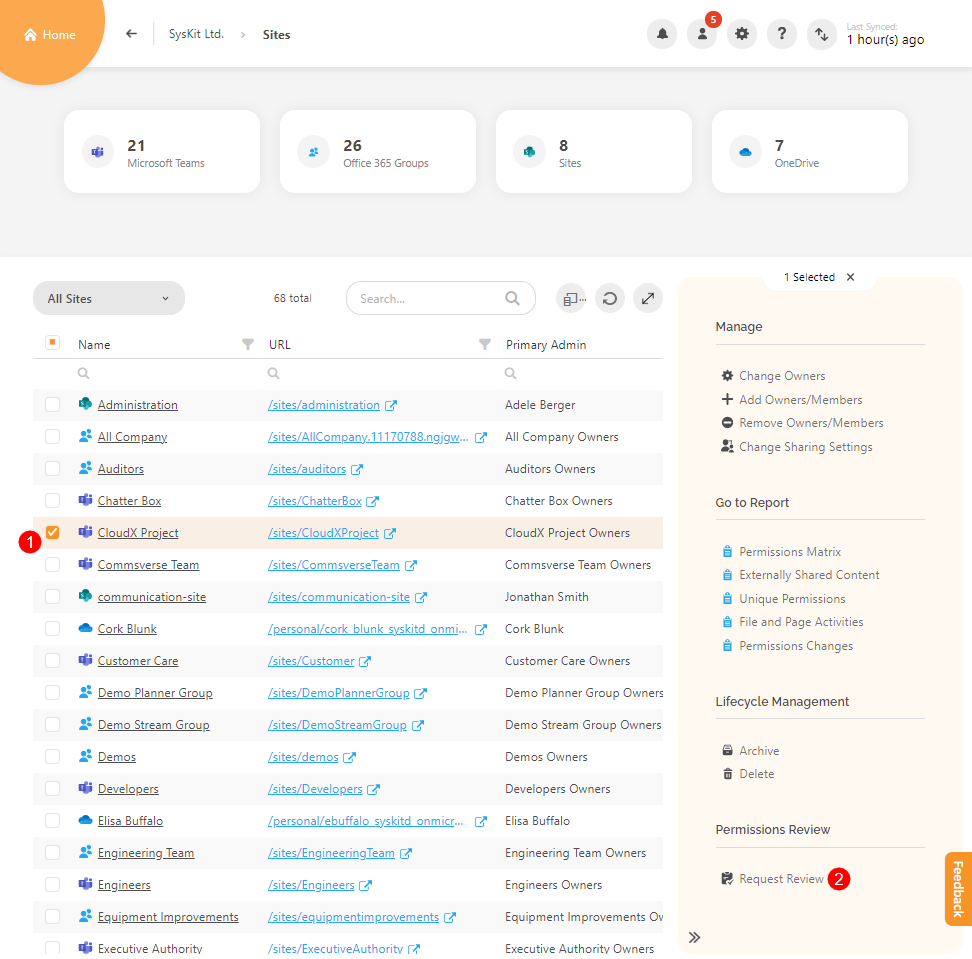 Home
SysKit Ltd. › Sites
5
?
Last Synced:
1 hour(s) ago
21
Microsoft Teams
26
Office 365 Groups
8
Sites
7
OneDrive
All Sites
68 total
Search...
1 Selected
Name URL Primary Admin
Administration /sites/administration Adele Berger
All Company /sites/AllCompany.11170788.ngjgw... All Company Owners
Auditors /sites/auditors Auditors Owners
Chatter Box /sites/ChatterBox Chatter Box Owners
1 CloudX Project /sites/CloudXProject CloudX Project Owners
Commsverse Team /sites/CommsverseTeam Commsverse Team Owners
communication-site /sites/communication-site Jonathan Smith
Cork Blunk /personal/cork_blunk_syskitd_onmi... Cork Blunk
Customer Care /sites/Customer Customer Care Owners
Demo Planner Group /sites/DemoPlannerGroup Demo Planner Group Owners
Demo Stream Group /sites/DemoStreamGroup Demo Stream Group Owners
Demos /sites/demos Demos Owners
Developers /sites/Developers Developers Owners
Elisa Buffalo /personal/ebuffalo_syskitd_onmicr... Elisa Buffalo
Engineering Team /sites/EngineeringTeam Engineering Team Owners
Engineers /sites/Engineers Engineers Owners
Equipment Improvements /sites/equipmentimprovements Equipment Improvements Ow
Executive Authority /sites/ExecutiveAuthority Executive Authority Owners
Manage
Change Owners
Add Owners/Members
Remove Owners/Members
Change Sharing Settings
Go to Report
Permissions Matrix
Externally Shared Content
Unique Permissions
File and Page Activities
Permissions Changes
Lifecycle Management
Archive
Delete
Permissions Review
Request Review 2
Feedback